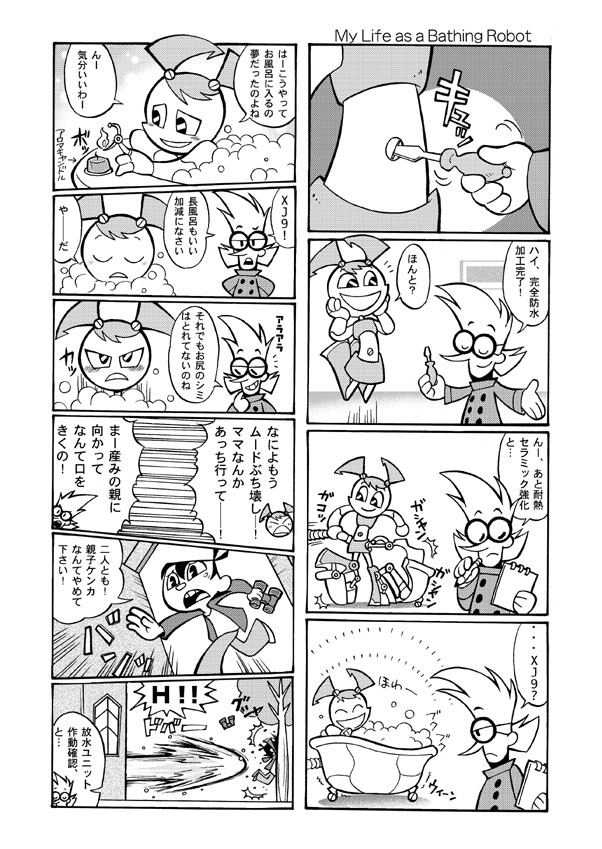 My Life as a Bathing Robot
キュッ
ハイ、完全防水
加工完了！
ほんと？
んー、あと耐熱
セラミック強化
と…
ガシャン
ガシャン
ガコッ
…XJ9？
ほわー
ウィーン
はーこうやって
お風呂に入るの
夢だったのよね
んー
気分いいわー
ボッ
アロマキャンドル→
XJ9！
長風呂もいい
加減になさい
やーーだ
アラアラ
それでもお尻のシミ
はとれてないのね
カッ
なによもう
ムードぶち壊し！
ママなんか
あっち行ってーー！
まー産みの親に
向かって
なんて口を
きくの！
二人とも！
親子ケンカ
なんてやめて
下さい！
H!!
ドバー
グシャ
放水ユニット
作動確認、
と…